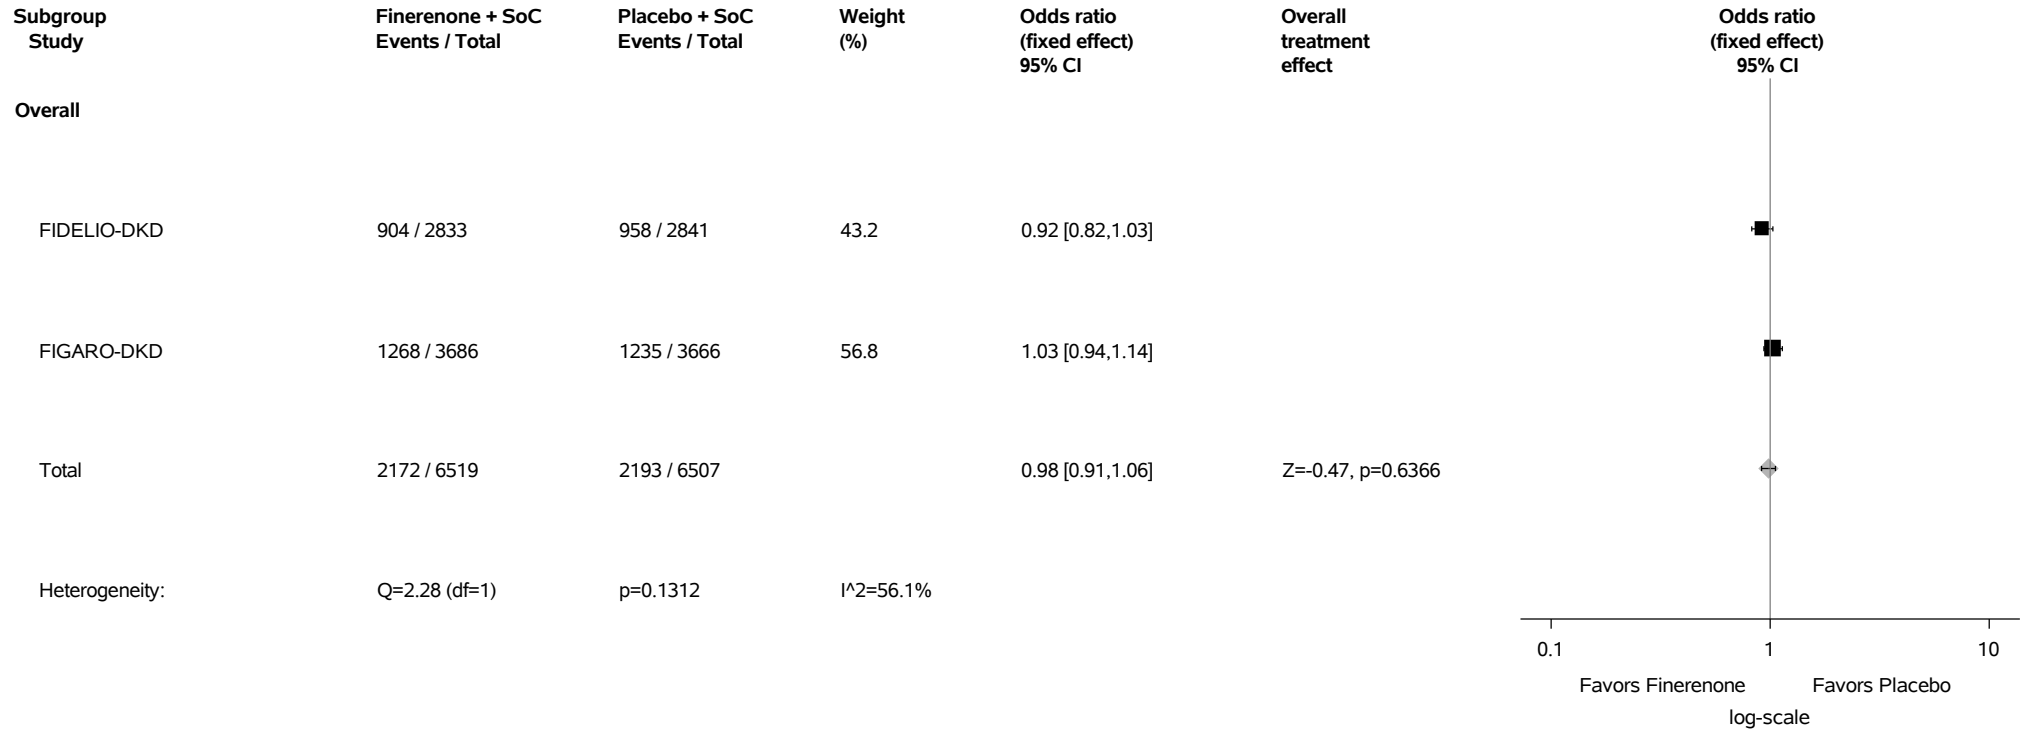 Subgroup Finerenone + SoC Placebo + SoC Weight Odds ratio Overall Odds ratio
Study Events / Total Events / Total (%) (fixed effect) treatment (fixed effect)
95% CI effect 95% CI
Overall
FIDELIO-DKD 904 / 2833 958 / 2841 43.2 0.92 [0.82,1.03]
FIGARO-DKD 1268 / 3686 1235 / 3666 56.8 1.03 [0.94,1.14]
Total 2172 / 6519 2193 / 6507 0.98 [0.91,1.06] Z=-0.47, p=0.6366
Heterogeneity: Q=2.28 (df=1) p=0.1312 I^2=56.1%
0.1 1 10
Favors Finerenone Favors Placebo
log-scale